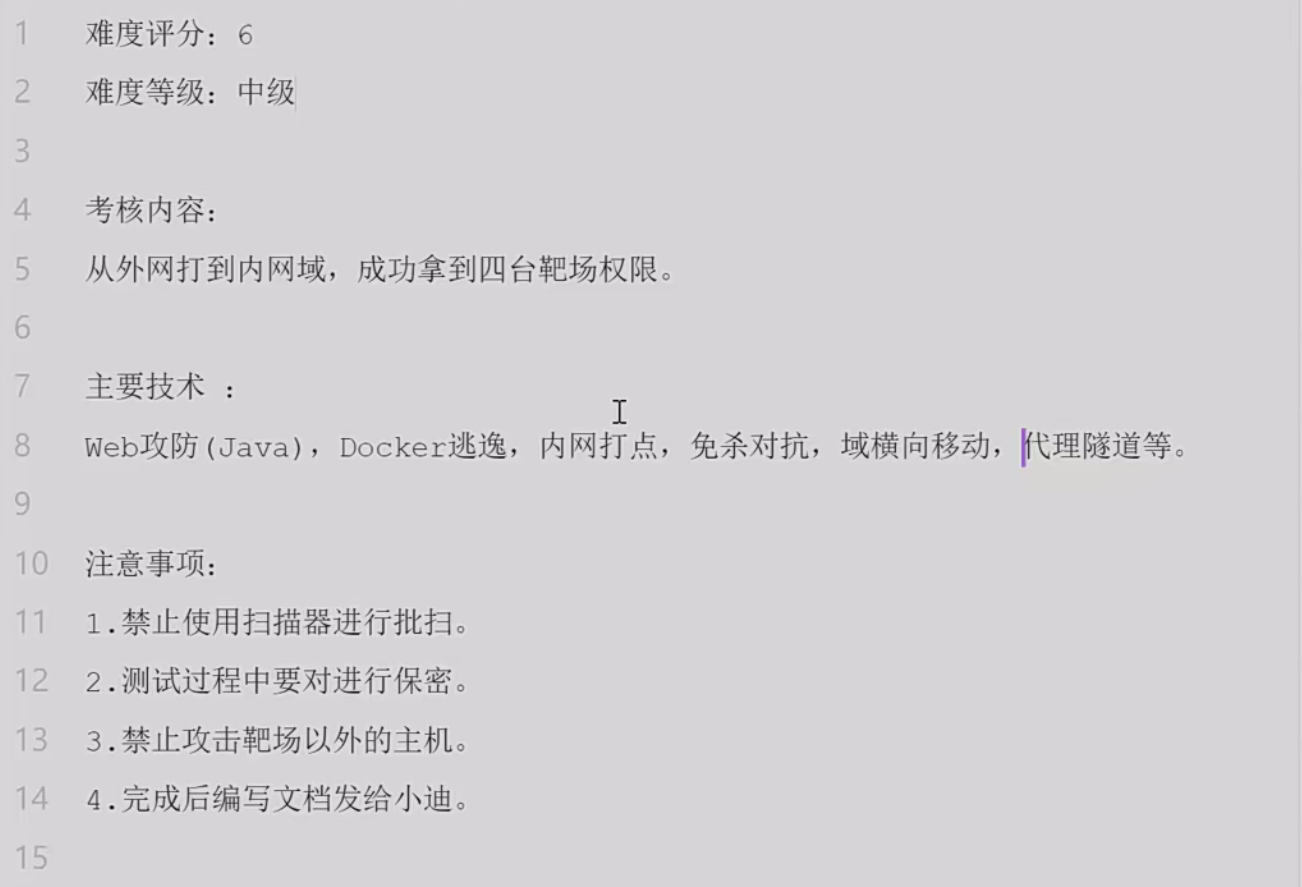 1 难度评分：6
2 难度等级：中级
3
4 考核内容：
5 从外网打到内网域，成功拿到四台靶场权限。
6
7 主要技术 ：
8 Web攻防(Java)，Docker逃逸，内网打点，免杀对抗，域横向移动，代理隧道等。
9
10 注意事项：
11 1.禁止使用扫描器进行批扫。
12 2.测试过程中要对进行保密。
13 3.禁止攻击靶场以外的主机。
14 4.完成后编写文档发给小迪。
15